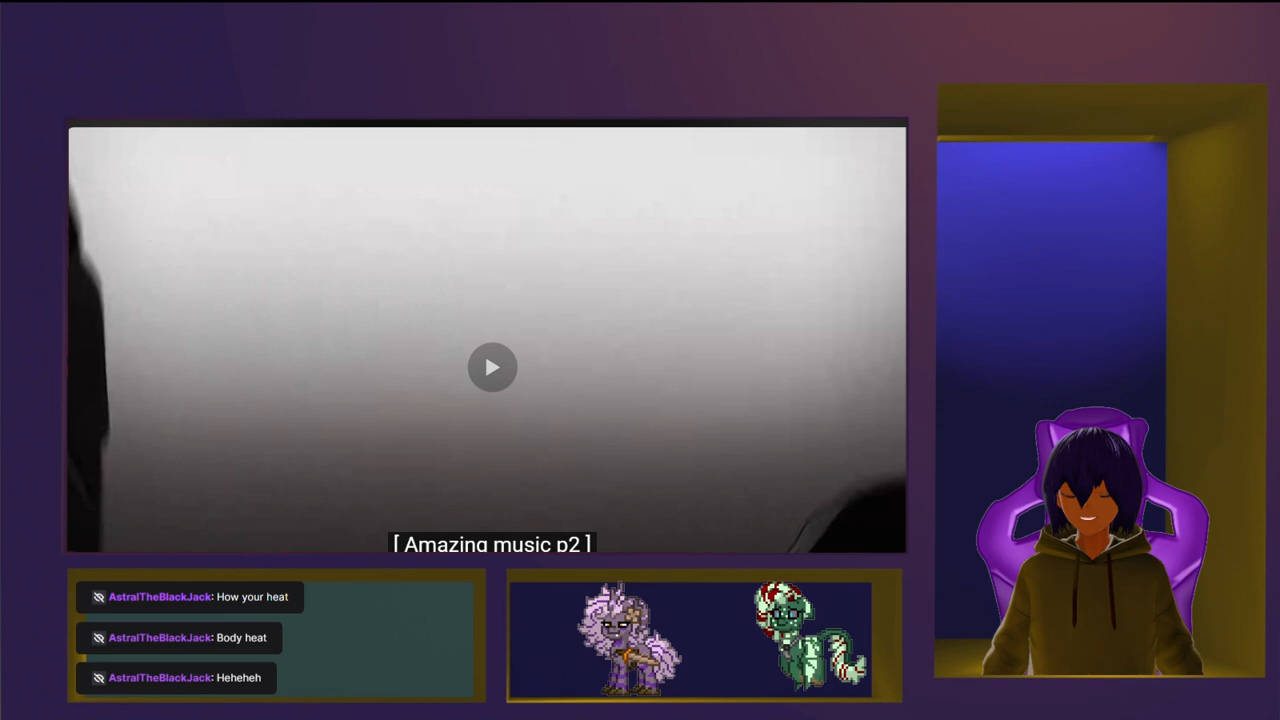 [ Amazing music p2 ]
AstralTheBlackJack: How your heat
AstralTheBlackJack: Body heat
AstralTheBlackJack: Heheheh